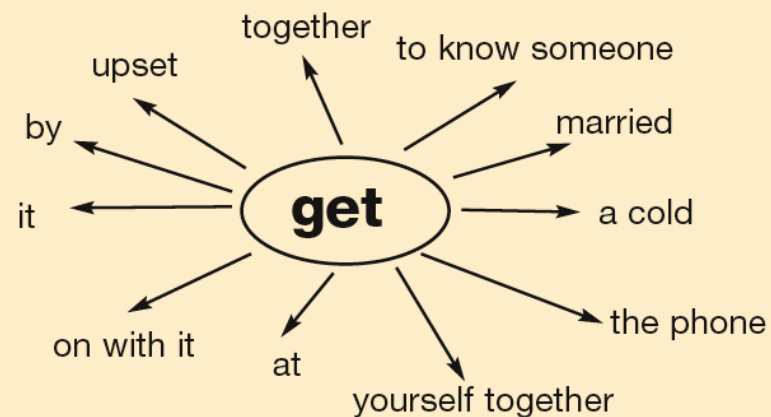 together
to know someone
upset
married
by
get
it
a cold
the phone
on with it
at
yourself together